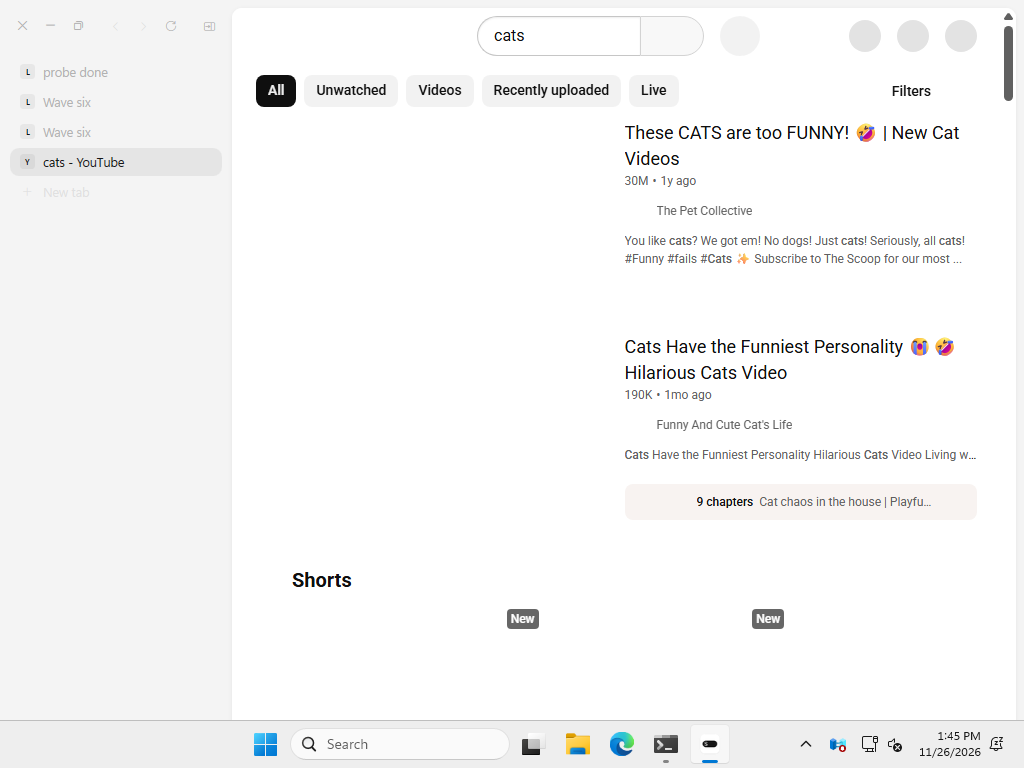 cats
L probe done
L Wave six
L Wave six
Y cats - YouTube
+ New tab
All
Unwatched
Videos
Recently uploaded
Live
Filters
These CATS are too FUNNY! 🤣 | New Cat
Videos
30M • 1y ago
The Pet Collective
You like cats? We got em! No dogs! Just cats! Seriously, all cats!
#Funny #fails #Cats ✨ Subscribe to The Scoop for our most ...
Cats Have the Funniest Personality 😭 🤣
Hilarious Cats Video
190K • 1mo ago
Funny And Cute Cat's Life
Cats Have the Funniest Personality Hilarious Cats Video Living w...
9 chapters Cat chaos in the house | Playfu...
Shorts
New
New
Search
1:45 PM
11/26/2026